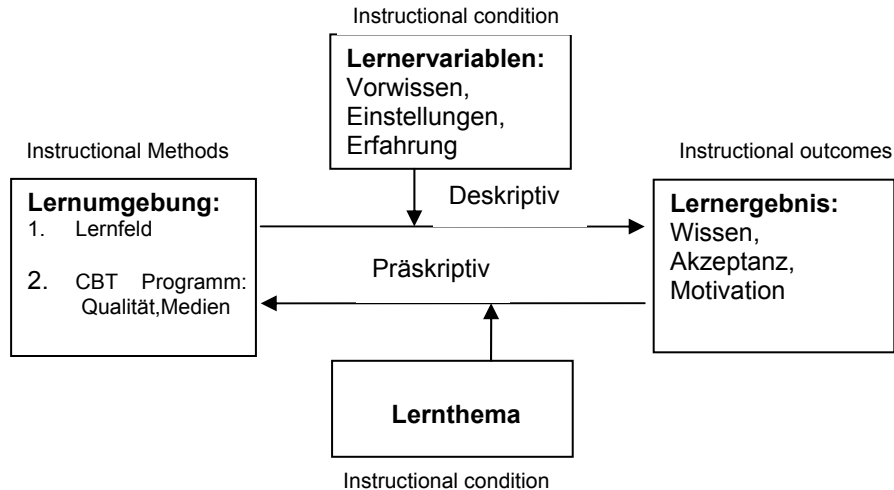 Instructional condition
Lernervariablen:
Vorwissen,
Einstellungen,
Erfahrung
Instructional Methods
Lernumgebung:
1. Lernfeld
2. CBT Programm:
Qualität,Medien
Deskriptiv
Präskriptiv
Instructional outcomes
Lernergebnis:
Wissen,
Akzeptanz,
Motivation
Lernthema
Instructional condition